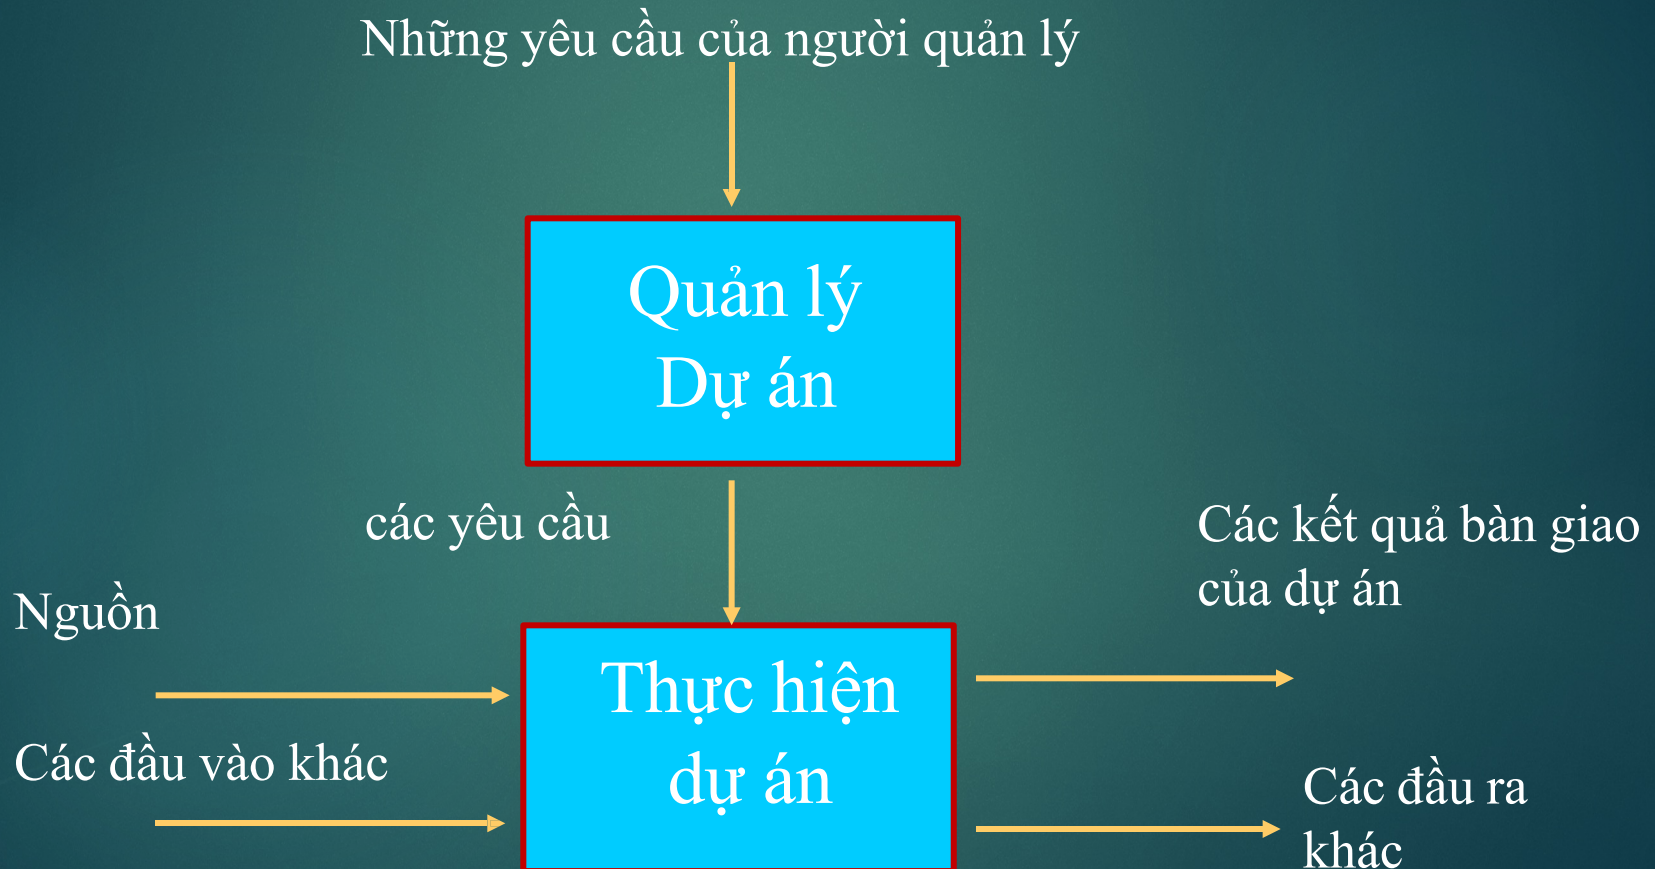 Những yêu cầu của người quản lý
Quản lý
Dự án
các yêu cầu
Các kết quả bàn giao
của dự án
Nguồn
Thực hiện
dự án
Các đầu vào khác
Các đầu ra
khác